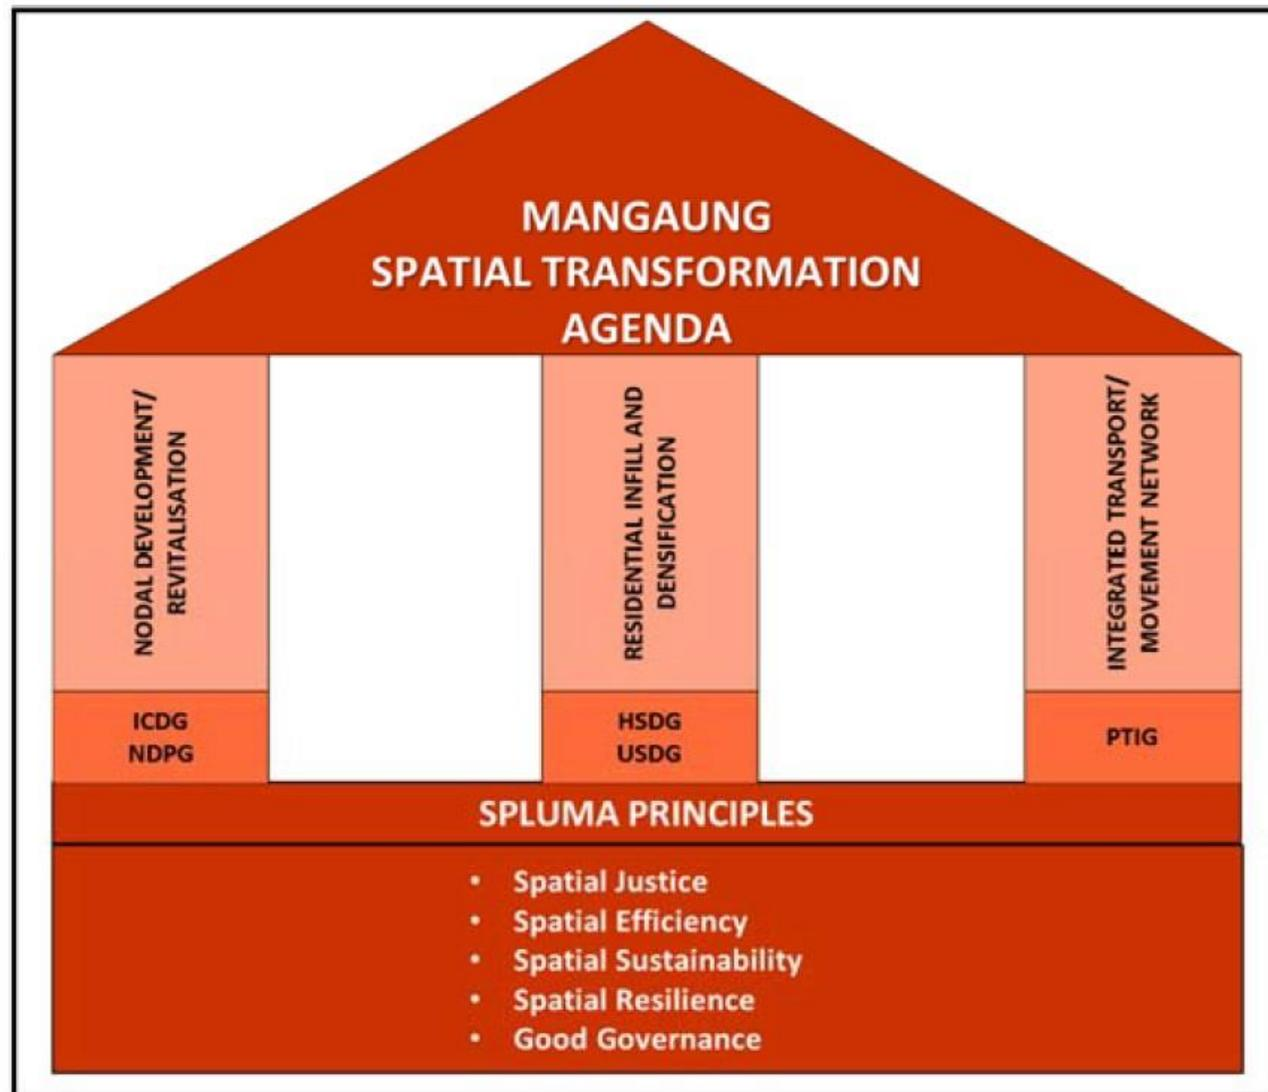 MANGAUNG
SPATIAL TRANSFORMATION
AGENDA
NODAL DEVELOPMENT/
REVITALISATION
RESIDENTIAL INFILL AND
DENSIFICATION
INTEGRATED TRANSPORT/
MOVEMENT NETWORK
ICDG
NDPG
HSDG
USDG
PTIG
SPLUMA PRINCIPLES
• Spatial Justice
• Spatial Efficiency
• Spatial Sustainability
• Spatial Resilience
• Good Governance